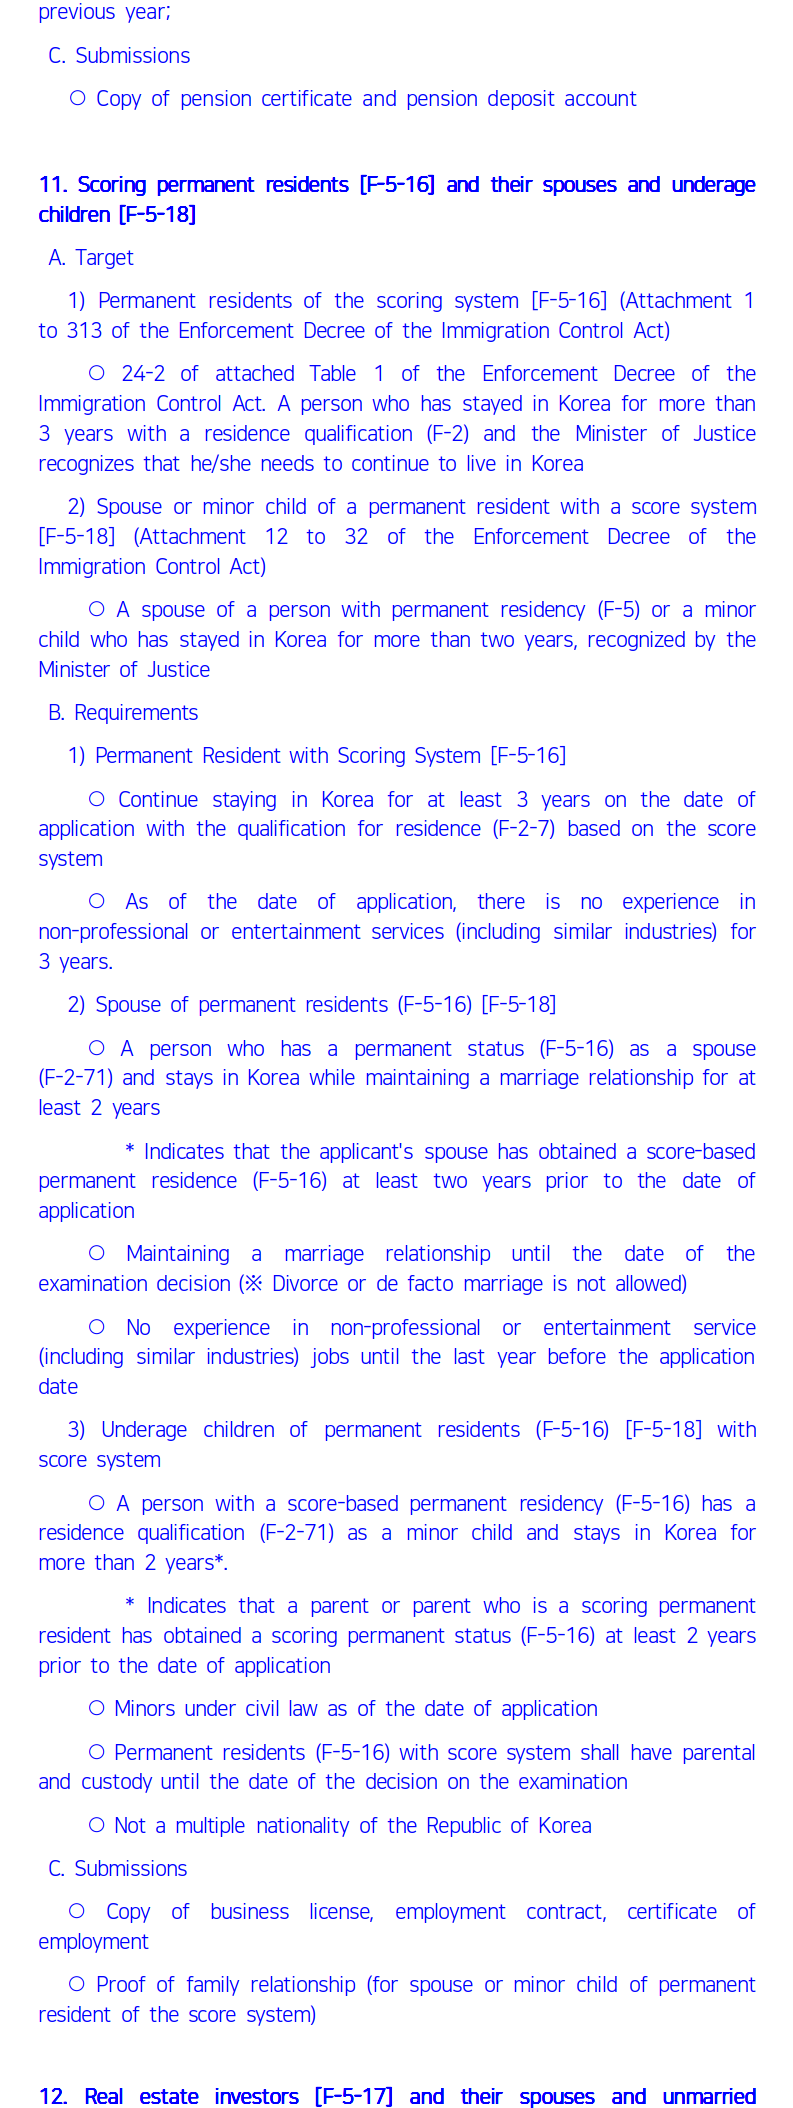 previous year;
C. Submissions
○ Copy of pension certificate and pension deposit account
11. Scoring permanent residents [F-5-16] and their spouses and underage
children [F-5-18]
A. Target
1) Permanent residents of the scoring system [F-5-16] (Attachment 1
to 313 of the Enforcement Decree of the Immigration Control Act)
○ 24-2 of attached Table 1 of the Enforcement Decree of the
Immigration Control Act. A person who has stayed in Korea for more than
3 years with a residence qualification (F-2) and the Minister of Justice
recognizes that he/she needs to continue to live in Korea
2) Spouse or minor child of a permanent resident with a score system
[F-5-18] (Attachment 12 to 32 of the Enforcement Decree of the
Immigration Control Act)
○ A spouse of a person with permanent residency (F-5) or a minor
child who has stayed in Korea for more than two years, recognized by the
Minister of Justice
B. Requirements
1) Permanent Resident with Scoring System [F-5-16]
○ Continue staying in Korea for at least 3 years on the date of
application with the qualification for residence (F-2-7) based on the score
system
○ As of the date of application, there is no experience in
non-professional or entertainment services (including similar industries) for
3 years.
2) Spouse of permanent residents (F-5-16) [F-5-18]
○ A person who has a permanent status (F-5-16) as a spouse
(F-2-71) and stays in Korea while maintaining a marriage relationship for at
least 2 years
* Indicates that the applicant's spouse has obtained a score-based
permanent residence (F-5-16) at least two years prior to the date of
application
○ Maintaining a marriage relationship until the date of the
examination decision (※ Divorce or de facto marriage is not allowed)
○ No experience in non-professional or entertainment service
(including similar industries) jobs until the last year before the application
date
3) Underage children of permanent residents (F-5-16) [F-5-18] with
score system
○ A person with a score-based permanent residency (F-5-16) has a
residence qualification (F-2-71) as a minor child and stays in Korea for
more than 2 years*.
* Indicates that a parent or parent who is a scoring permanent
resident has obtained a scoring permanent status (F-5-16) at least 2 years
prior to the date of application
○ Minors under civil law as of the date of application
○ Permanent residents (F-5-16) with score system shall have parental
and custody until the date of the decision on the examination
○ Not a multiple nationality of the Republic of Korea
C. Submissions
○ Copy of business license, employment contract, certificate of
employment
○ Proof of family relationship (for spouse or minor child of permanent
resident of the score system)
12. Real estate investors [F-5-17] and their spouses and unmarried